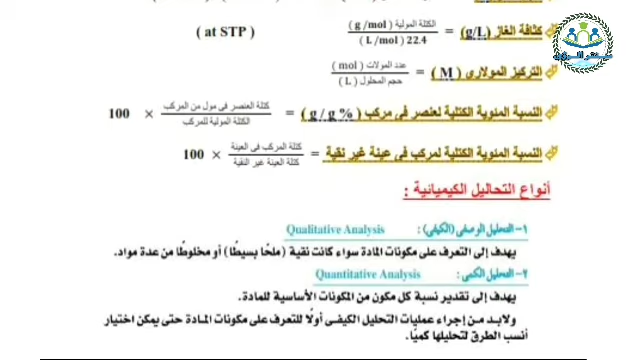 كثافة الغاز (g/L) = الكتلة المولية (g/mol) / 22.4 (L/mol) (at STP)
التركيز المولارى (M) = عدد المولات (mol) / حجم المحلول (L)
النسبة المئوية الكتلية لعنصر فى مركب (g/g %) = كتلة العنصر فى مول من المركب / الكتلة المولية للمركب × 100
النسبة المئوية الكتلية لمركب فى عينة غير نقية = كتلة المركب فى العينة / كتلة العينة غير النقية × 100
أنواع التحاليل الكيميائية :
١- التحليل الوصفى (الكيفى) : Qualitative Analysis
يهدف إلى التعرف على مكونات المادة سواء كانت نقية (ملحًا بسيطًا) أو مخلوطًا من عدة مواد.
٢- التحليل الكمى : Quantitative Analysis
يهدف إلى تقدير نسبة كل مكون من المكونات الأساسية للمادة.
ولابد من إجراء عمليات التحليل الكيفى أولًا للتعرف على مكونات المادة حتى يمكن اختيار
أنسب الطرق لتحليلها كميًا.